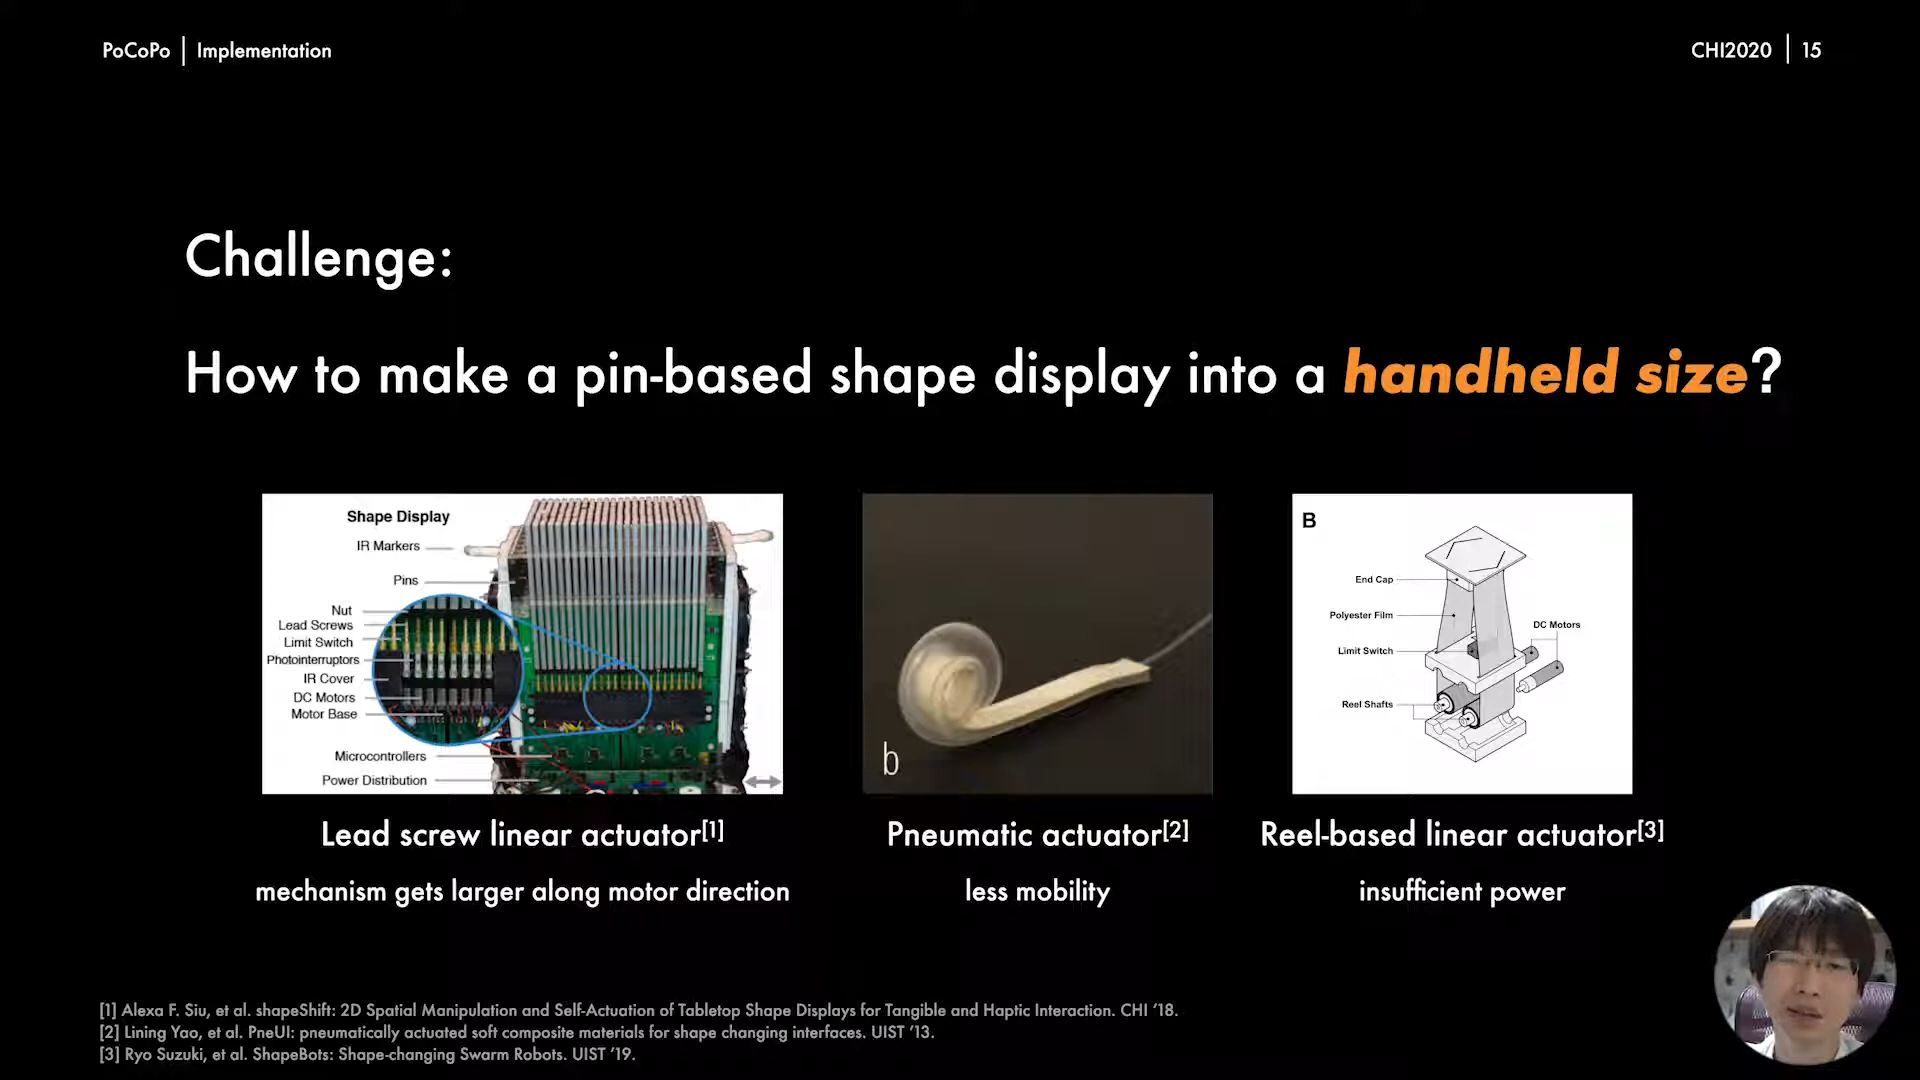 PoCoPo | Implementation
CHI2020 | 15
Challenge:
How to make a pin-based shape display into a handheld size?
Shape Display
IR Markers
Pins
Nut
Lead Screws
Limit Switch
Photointerruptors
IR Cover
DC Motors
Motor Base
Microcontrollers
Power Distribution
b
B
End Cap
Polyester Film
DC Motors
Limit Switch
Reel Shafts
Lead screw linear actuator[1]
mechanism gets larger along motor direction
Pneumatic actuator[2]
less mobility
Reel-based linear actuator[3]
insufficient power
[1] Alexa F. Siu, et al. shapeShift: 2D Spatial Manipulation and Self-Actuation of Tabletop Shape Displays for Tangible and Haptic Interaction. CHI '18.
[2] Lining Yao, et al. PneUI: pneumatically actuated soft composite materials for shape changing interfaces. UIST '13.
[3] Ryo Suzuki, et al. ShapeBots: Shape-changing Swarm Robots. UIST '19.